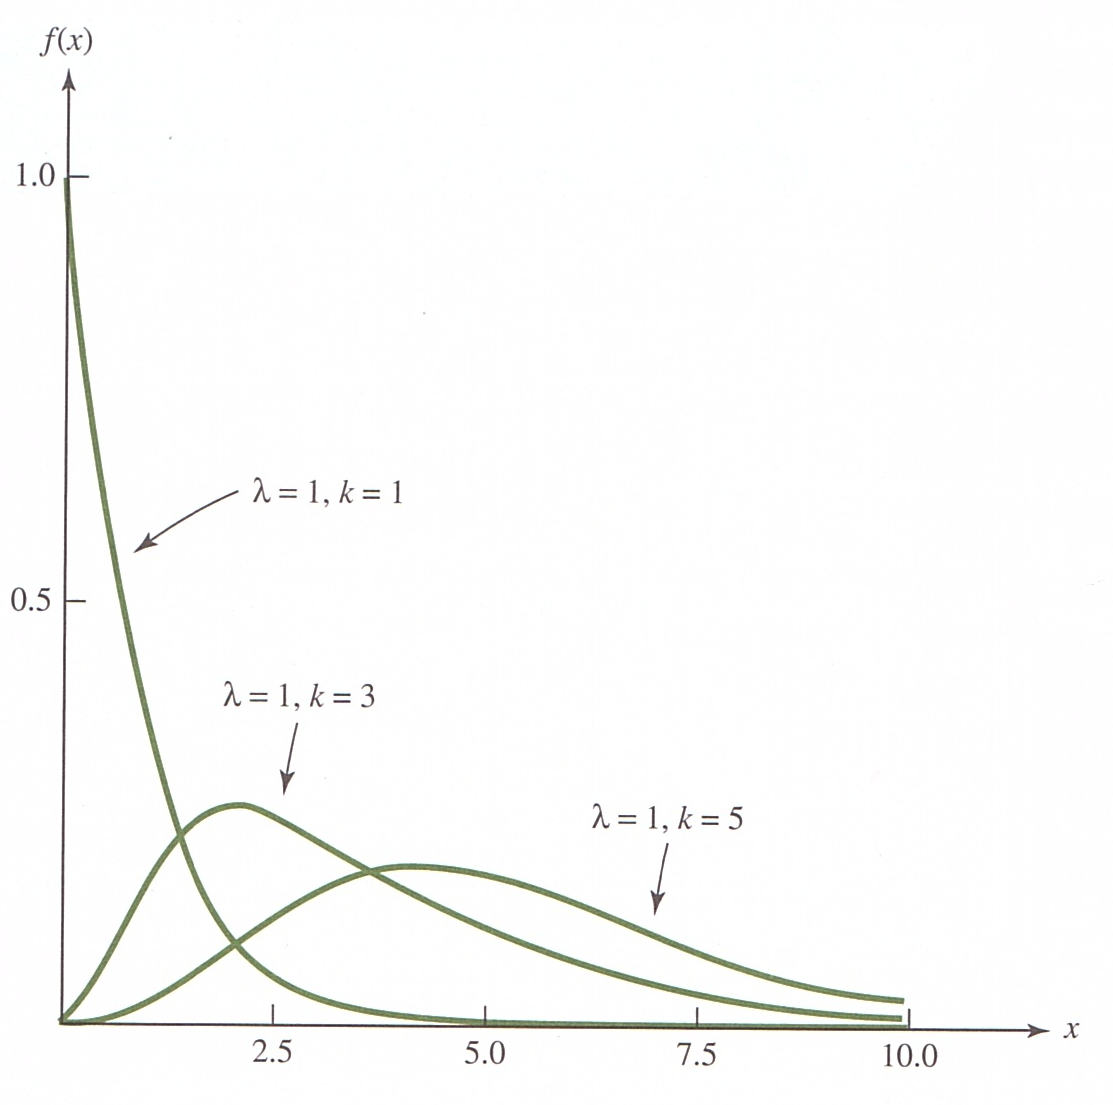 f(x)
1.0
λ = 1, k = 1
0.5
λ = 1, k = 3
λ = 1, k = 5
x
2.5 5.0 7.5 10.0